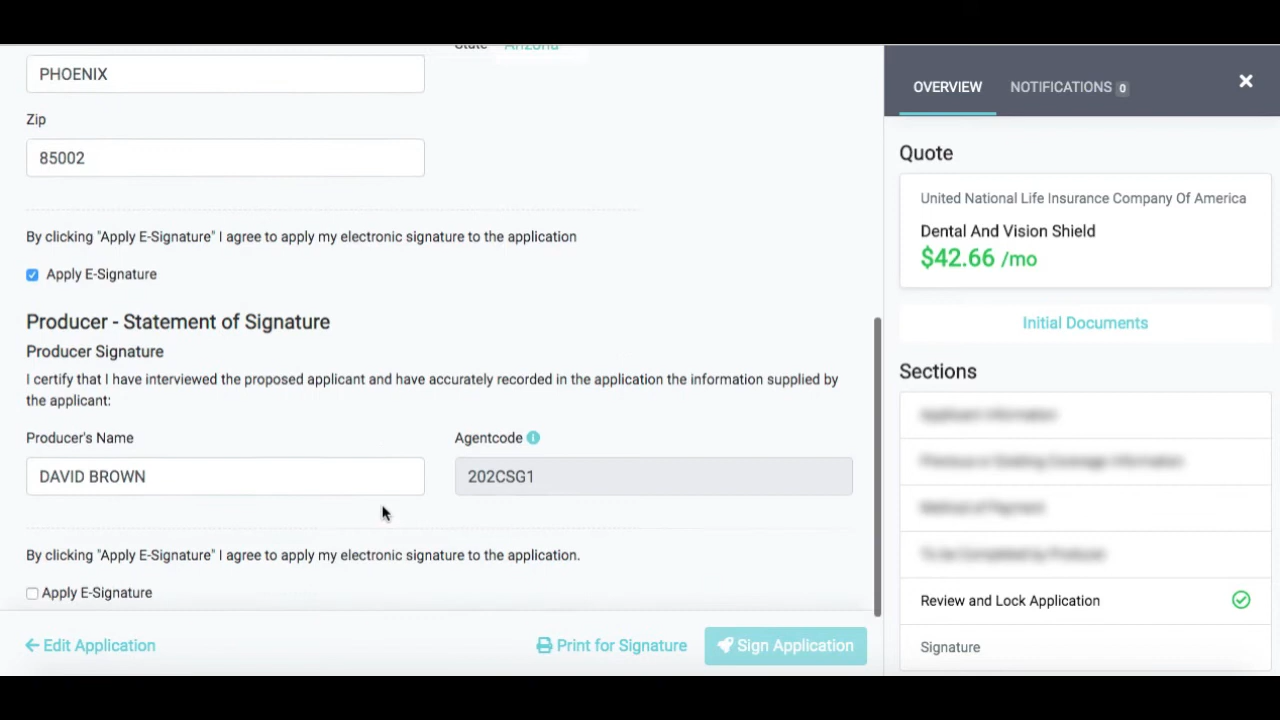 State Arizona
PHOENIX
Zip
85002
By clicking "Apply E-Signature" I agree to apply my electronic signature to the application
Apply E-Signature
Producer - Statement of Signature
Producer Signature
I certify that I have interviewed the proposed applicant and have accurately recorded in the application the information supplied by
the applicant:
Producer's Name
Agentcode
DAVID BROWN
202CSG1
By clicking "Apply E-Signature" I agree to apply my electronic signature to the application.
Apply E-Signature
Edit Application
Print for Signature
Sign Application
OVERVIEW
NOTIFICATIONS 0
Quote
United National Life Insurance Company Of America
Dental And Vision Shield
$42.66 /mo
Initial Documents
Sections
Review and Lock Application
Signature